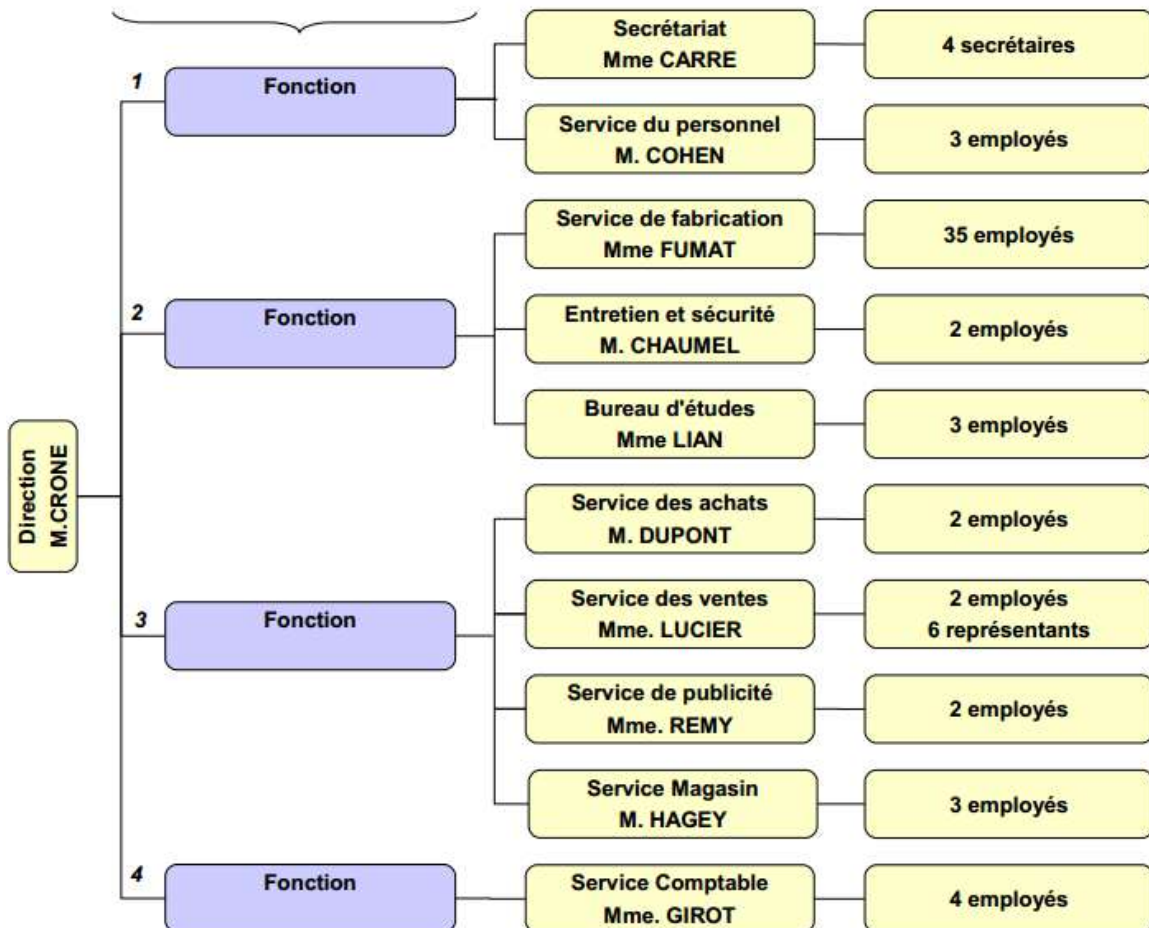 Direction
M.CRONE
1
Fonction
Secrétariat
Mme CARRE
4 secrétaires
Service du personnel
M. COHEN
3 employés
2
Fonction
Service de fabrication
Mme FUMAT
35 employés
Entretien et sécurité
M. CHAUMEL
2 employés
Bureau d'études
Mme LIAN
3 employés
3
Fonction
Service des achats
M. DUPONT
2 employés
Service des ventes
Mme. LUCIER
2 employés
6 représentants
Service de publicité
Mme. REMY
2 employés
Service Magasin
M. HAGEY
3 employés
4
Fonction
Service Comptable
Mme. GIROT
4 employés